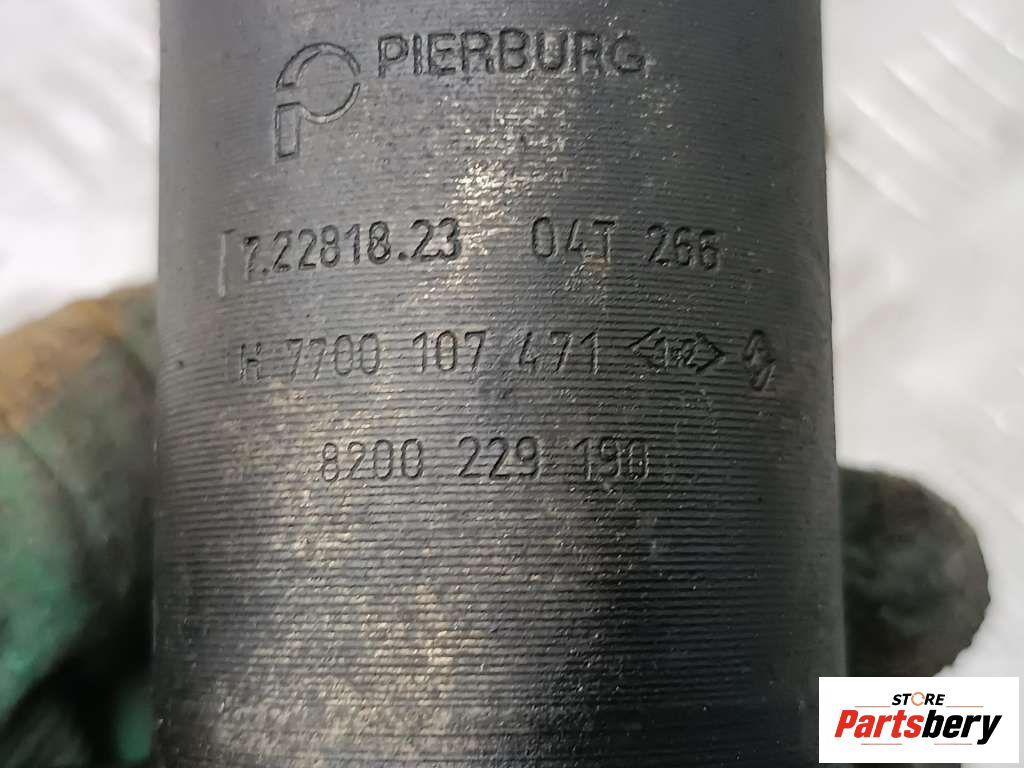 PIERBURG
7.22818.23 04T 266
H 7700 107 471
8200 229 190
STORE
Partsbery